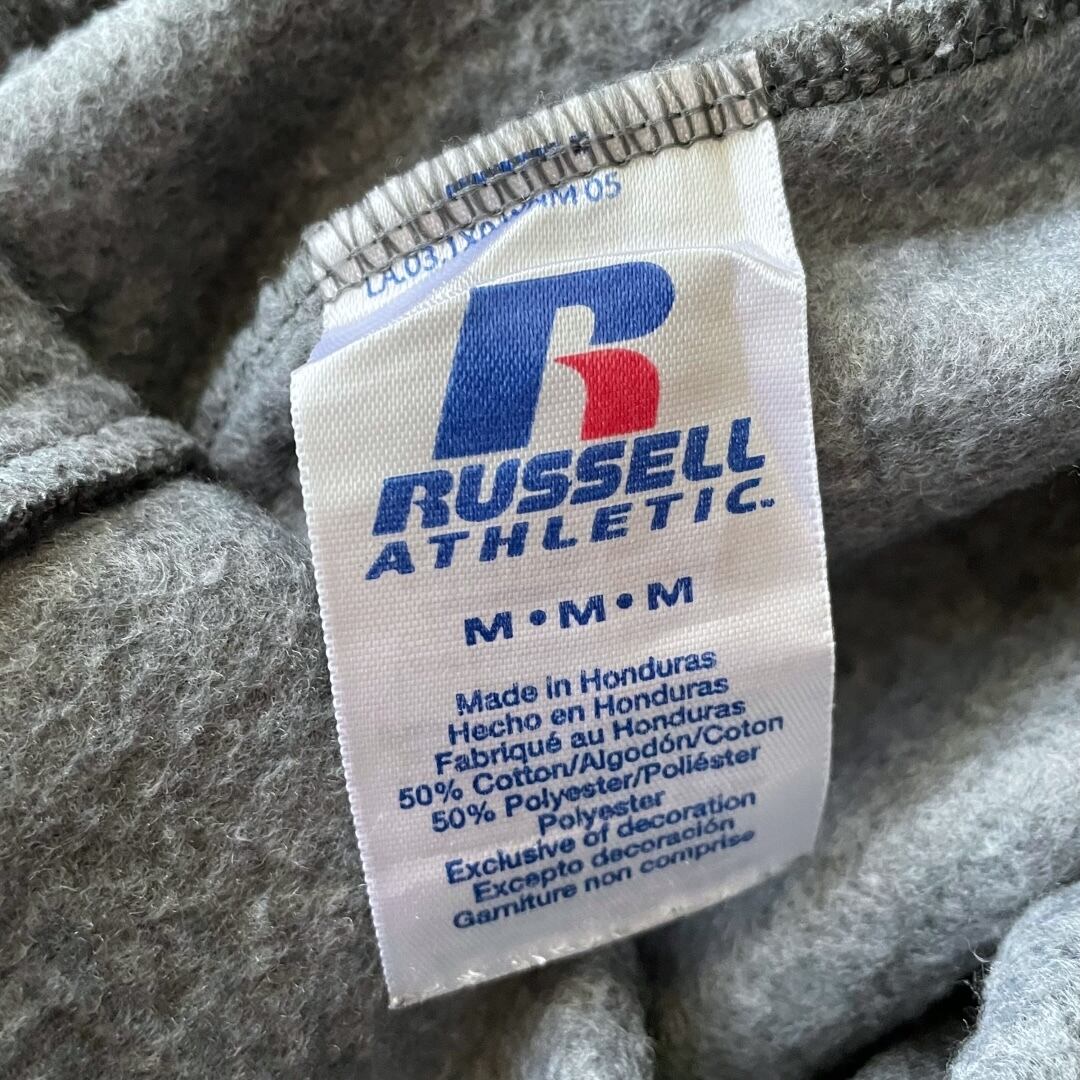 RUSSELL
ATHLETIC™
M•M•M
Made in Honduras
Hecho en Honduras
Fabriqué au Honduras
50% Cotton/Algodón/Coton
50% Polyester/Poliéster
Polyester
Exclusive of decoration
Excepto decoración
Garniture non comprise